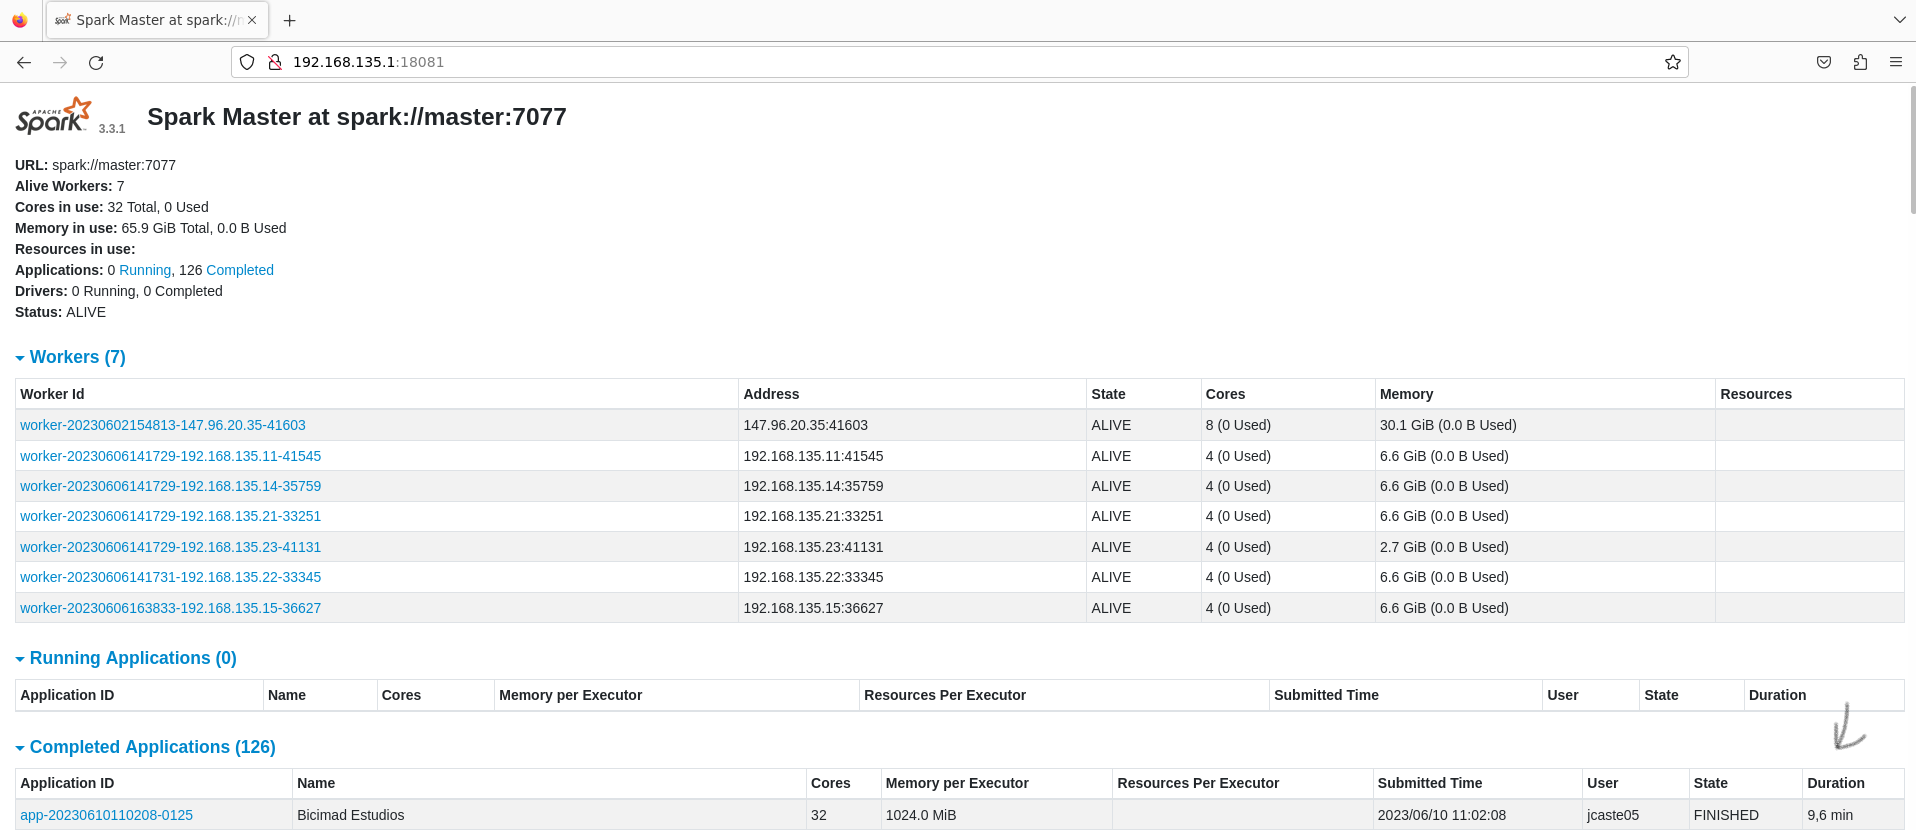 Spark Master at spark://n
192.168.135.1:18081
APACHE
Spark 3.3.1
Spark Master at spark://master:7077
URL: spark://master:7077
Alive Workers: 7
Cores in use: 32 Total, 0 Used
Memory in use: 65.9 GiB Total, 0.0 B Used
Resources in use:
Applications: 0 Running, 126 Completed
Drivers: 0 Running, 0 Completed
Status: ALIVE
Workers (7)
Worker Id Address State Cores Memory Resources
worker-20230602154813-147.96.20.35-41603 147.96.20.35:41603 ALIVE 8 (0 Used) 30.1 GiB (0.0 B Used)
worker-20230606141729-192.168.135.11-41545 192.168.135.11:41545 ALIVE 4 (0 Used) 6.6 GiB (0.0 B Used)
worker-20230606141729-192.168.135.14-35759 192.168.135.14:35759 ALIVE 4 (0 Used) 6.6 GiB (0.0 B Used)
worker-20230606141729-192.168.135.21-33251 192.168.135.21:33251 ALIVE 4 (0 Used) 6.6 GiB (0.0 B Used)
worker-20230606141729-192.168.135.23-41131 192.168.135.23:41131 ALIVE 4 (0 Used) 2.7 GiB (0.0 B Used)
worker-20230606141731-192.168.135.22-33345 192.168.135.22:33345 ALIVE 4 (0 Used) 6.6 GiB (0.0 B Used)
worker-20230606163833-192.168.135.15-36627 192.168.135.15:36627 ALIVE 4 (0 Used) 6.6 GiB (0.0 B Used)
Running Applications (0)
Application ID Name Cores Memory per Executor Resources Per Executor Submitted Time User State Duration
Completed Applications (126)
Application ID Name Cores Memory per Executor Resources Per Executor Submitted Time User State Duration
app-20230610110208-0125 Bicimad Estudios 32 1024.0 MiB 2023/06/10 11:02:08 jcaste05 FINISHED 9,6 min